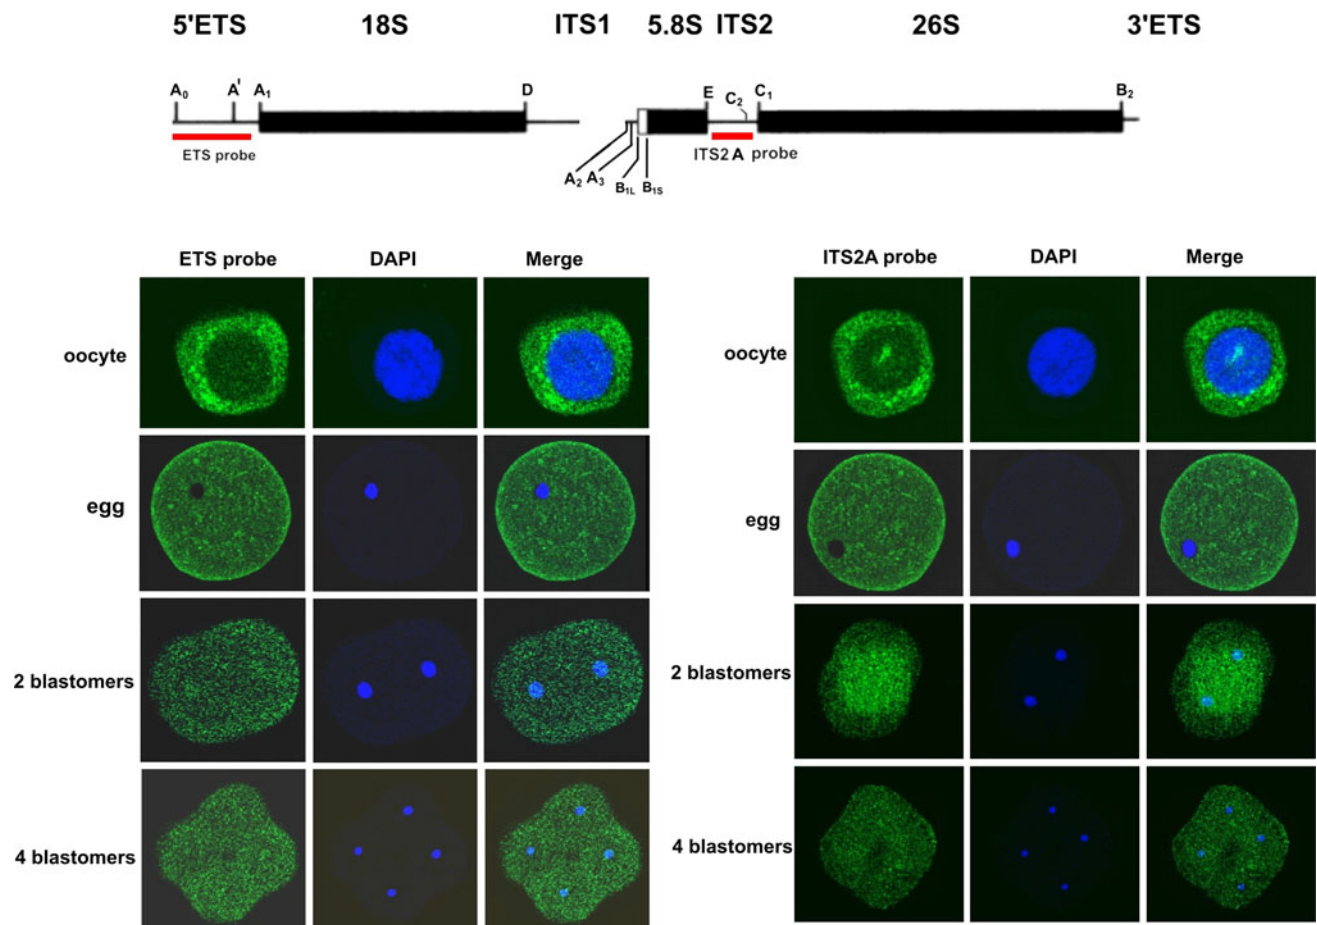 5'ETS 18S ITS1 5.8S ITS2 26S 3'ETS
A0 A' A1 D E C2 C1 B2
ETS probe ITS2A probe
A2 A3 B1L B1S
ETS probe DAPI Merge ITS2A probe DAPI Merge
oocyte oocyte
egg egg
2 blastomers 2 blastomers
4 blastomers 4 blastomers